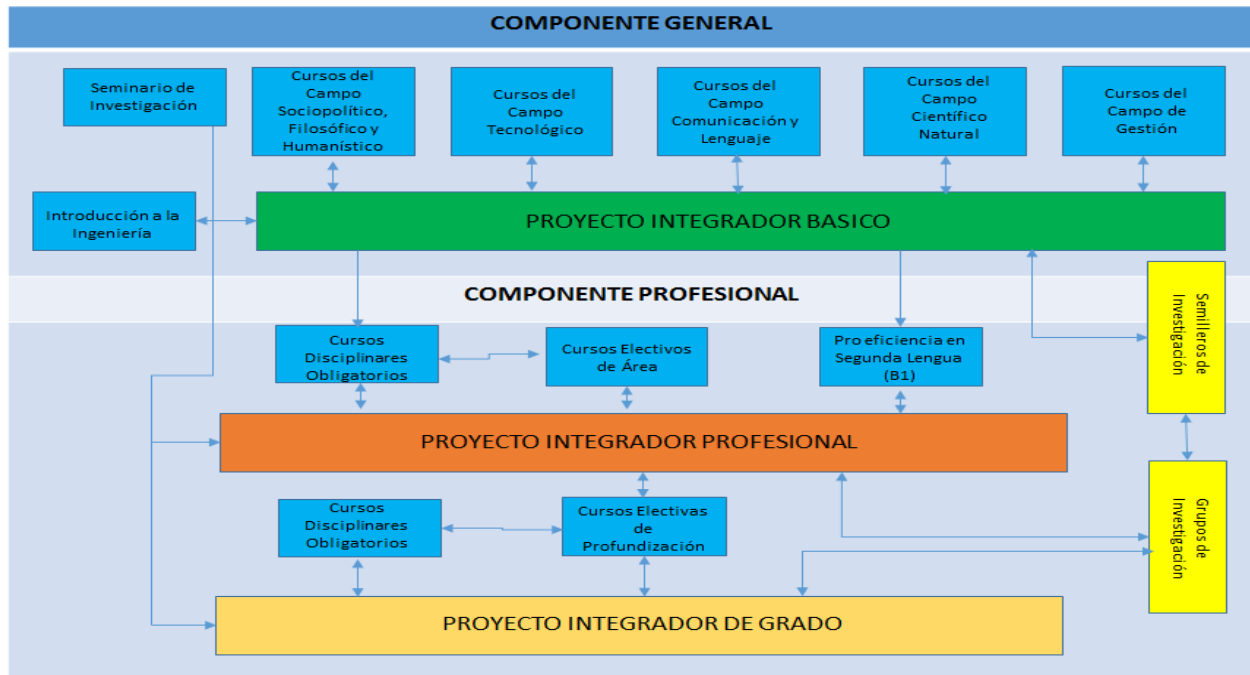 COMPONENTE GENERAL
Seminario de
Investigación
Cursos del
Campo
Sociopolítico,
Filosófico y
Humanístico
Cursos del
Campo
Tecnológico
Cursos del
Campo
Comunicación y
Lenguaje
Cursos del
Campo
Científico
Natural
Cursos del
Campo de
Gestión
Introducción a la
Ingeniería
PROYECTO INTEGRADOR BASICO
COMPONENTE PROFESIONAL
Semilleros de
Investigación
Cursos
Disciplinares
Obligatorios
Cursos Electivos
de Área
Pro eficiencia en
Segunda Lengua
(B1)
PROYECTO INTEGRADOR PROFESIONAL
Cursos
Disciplinares
Obligatorios
Cursos Electivas
de
Profundización
Grupos de
Investigación
PROYECTO INTEGRADOR DE GRADO